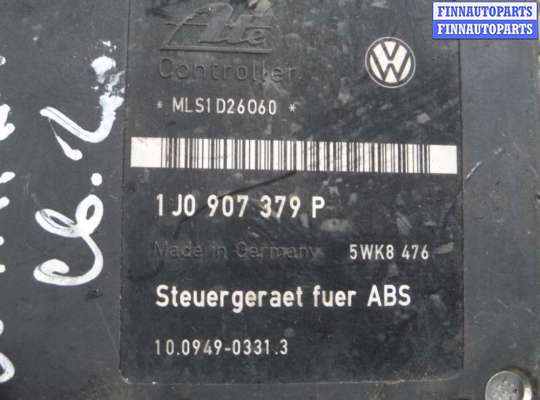 FINNAUTOPARTS
FINNAUTOPARTS
Ate
Controller
* MLS1D26060 *
1J0 907 379 P
Made in Germany 5WK8 476
Steuergeraet fuer ABS
10.0949-0331.3